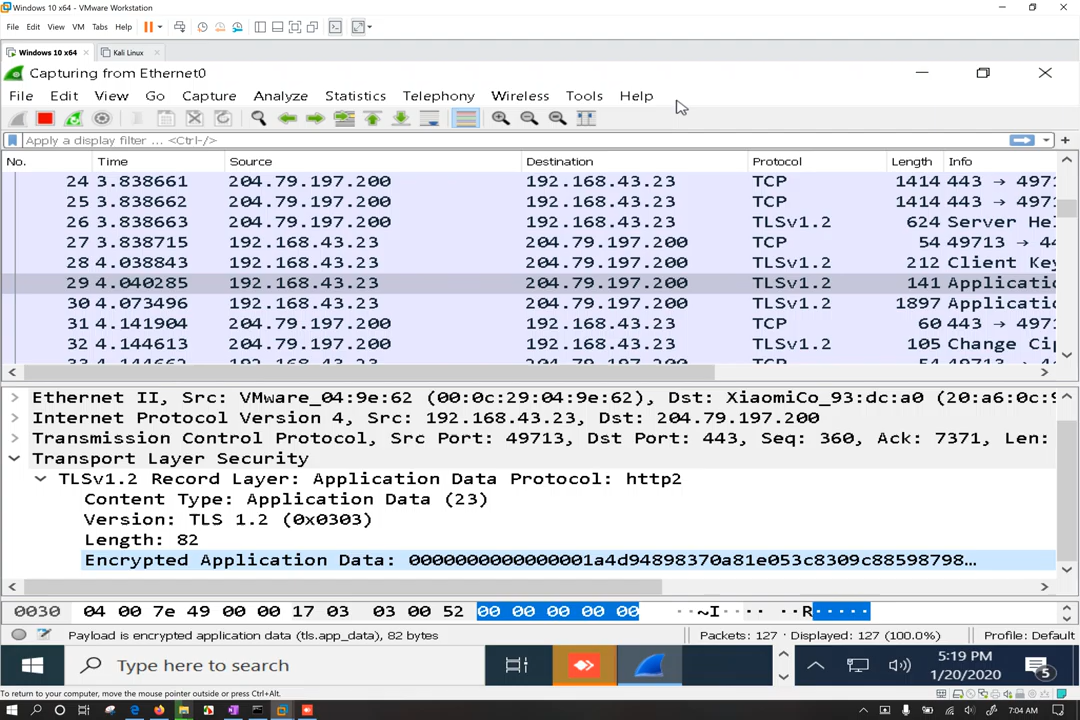 Windows 10 x64 - VMware Workstation
File Edit View VM Tabs Help
Windows 10 x64 Kali Linux
Capturing from Ethernet0
File Edit View Go Capture Analyze Statistics Telephony Wireless Tools Help
Apply a display filter ... <Ctrl-/>
No. Time Source Destination Protocol Length Info
24 3.838661 204.79.197.200 192.168.43.23 TCP 1414 443 → 4971
25 3.838662 204.79.197.200 192.168.43.23 TCP 1414 443 → 4971
26 3.838663 204.79.197.200 192.168.43.23 TLSv1.2 624 Server Hel
27 3.838715 192.168.43.23 204.79.197.200 TCP 54 49713 → 44
28 4.038843 192.168.43.23 204.79.197.200 TLSv1.2 212 Client Key
29 4.040285 192.168.43.23 204.79.197.200 TLSv1.2 141 Applicatio
30 4.073496 192.168.43.23 204.79.197.200 TLSv1.2 1897 Applicatio
31 4.141904 204.79.197.200 192.168.43.23 TCP 60 443 → 4971
32 4.144613 204.79.197.200 192.168.43.23 TLSv1.2 105 Change Cip
Ethernet II, Src: VMware_04:9e:62 (00:0c:29:04:9e:62), Dst: XiaomiCo_93:dc:a0 (20:a6:0c:9
Internet Protocol Version 4, Src: 192.168.43.23, Dst: 204.79.197.200
Transmission Control Protocol, Src Port: 49713, Dst Port: 443, Seq: 360, Ack: 7371, Len:
Transport Layer Security
TLSv1.2 Record Layer: Application Data Protocol: http2
Content Type: Application Data (23)
Version: TLS 1.2 (0x0303)
Length: 82
Encrypted Application Data: 0000000000000001a4d94898370a81e053c8309c88598798…
0030 04 00 7e 49 00 00 17 03 03 00 52 00 00 00 00 00 ··~I·· ·· ··R·····
Payload is encrypted application data (tls.app_data), 82 bytes Packets: 127 · Displayed: 127 (100.0%) Profile: Default
Type here to search 5:19 PM
1/20/2020 5
To return to your computer, move the mouse pointer outside or press Ctrl+Alt.
7:04 AM